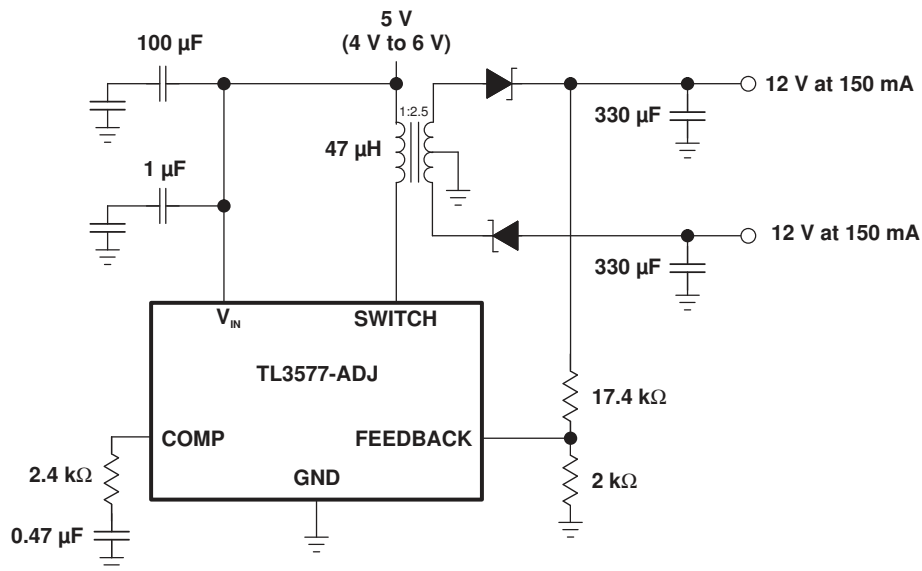 5 V
(4 V to 6 V)
100 µF
1:2.5
12 V at 150 mA
330 µF
47 µH
1 µF
12 V at 150 mA
330 µF
VIN
SWITCH
TL3577-ADJ
17.4 kΩ
COMP
FEEDBACK
2.4 kΩ
GND
2 kΩ
0.47 µF